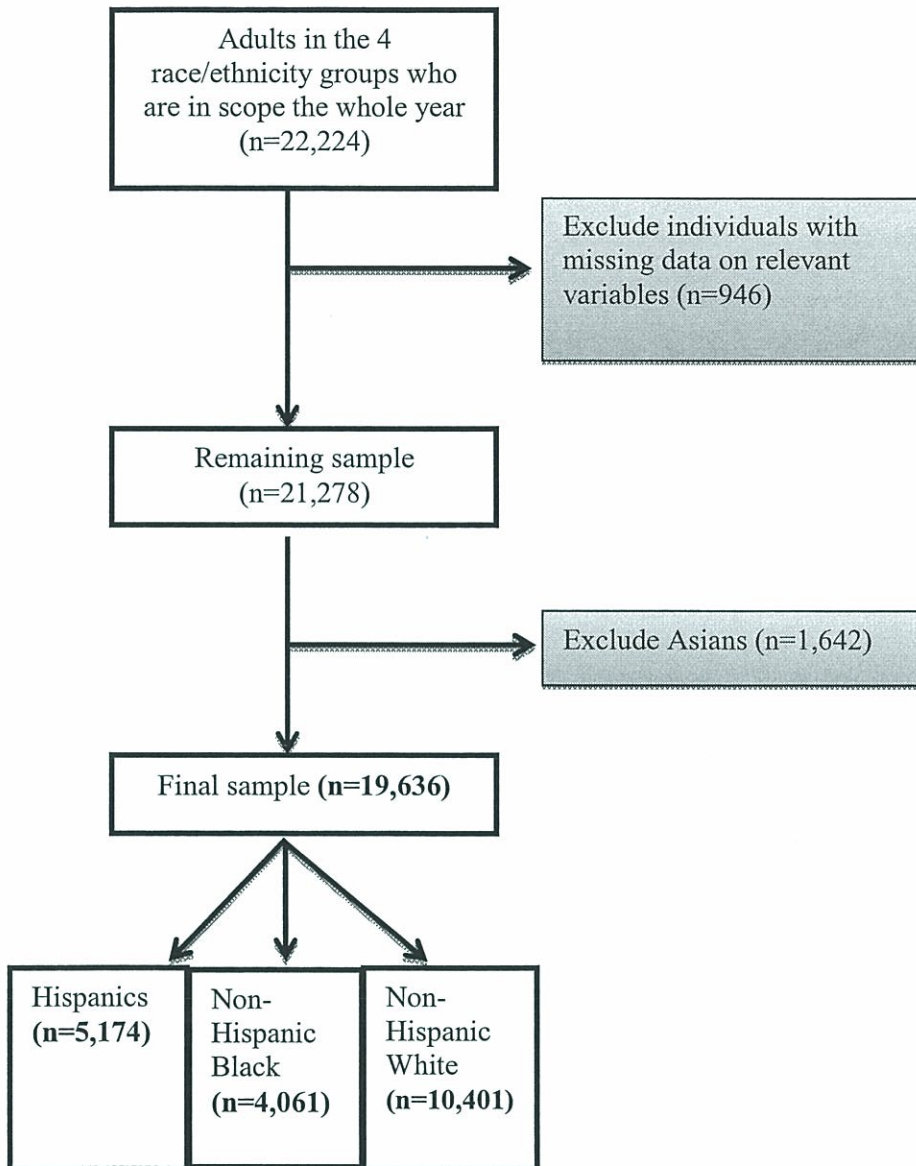 Adults in the 4
race/ethnicity groups who
are in scope the whole year
(n=22,224)
Exclude individuals with
missing data on relevant
variables (n=946)
Remaining sample
(n=21,278)
Exclude Asians (n=1,642)
Final sample (n=19,636)
Hispanics
(n=5,174)
Non-
Hispanic
Black
(n=4,061)
Non-
Hispanic
White
(n=10,401)